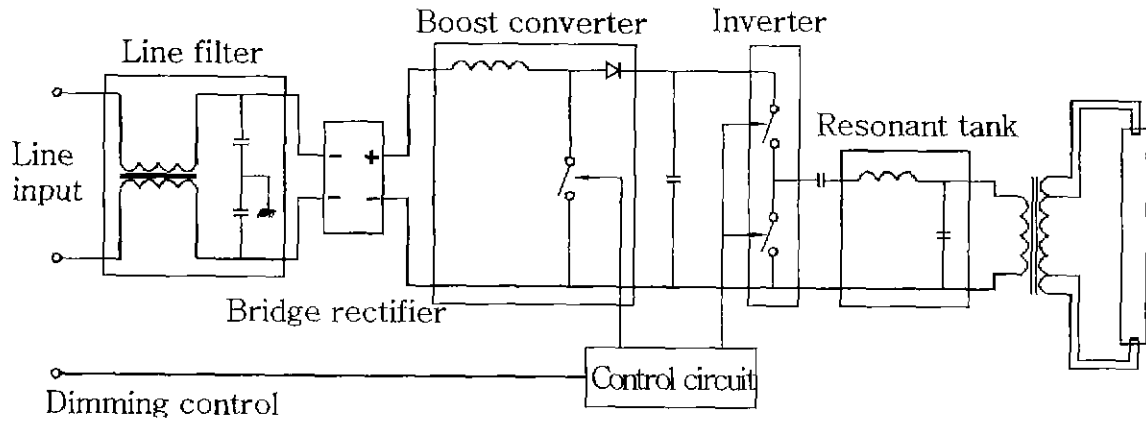 Boost converter
Inverter
Line filter
Resonant tank
Line
input
- +
- -
Bridge rectifier
Control circuit
Dimming control